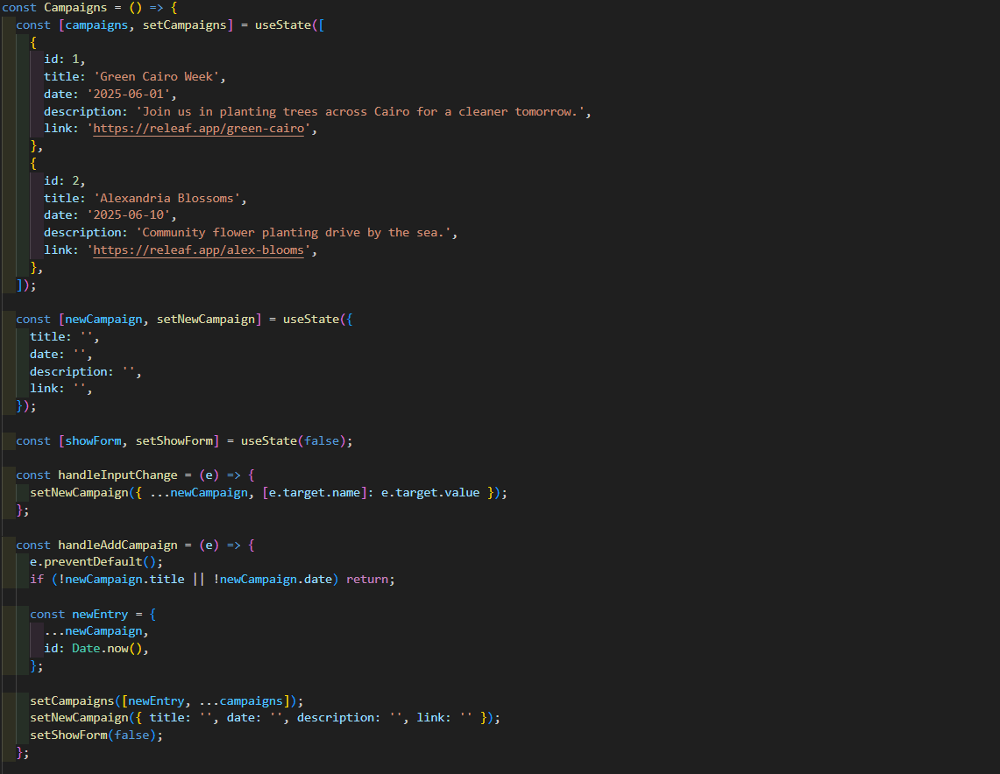 const Campaigns = () => {
  const [campaigns, setCampaigns] = useState([
    {
      id: 1,
      title: 'Green Cairo Week',
      date: '2025-06-01',
      description: 'Join us in planting trees across Cairo for a cleaner tomorrow.',
      link: 'https://releaf.app/green-cairo',
    },
    {
      id: 2,
      title: 'Alexandria Blossoms',
      date: '2025-06-10',
      description: 'Community flower planting drive by the sea.',
      link: 'https://releaf.app/alex-blooms',
    },
  ]);

  const [newCampaign, setNewCampaign] = useState({
    title: '',
    date: '',
    description: '',
    link: '',
  });

  const [showForm, setShowForm] = useState(false);

  const handleInputChange = (e) => {
    setNewCampaign({ ...newCampaign, [e.target.name]: e.target.value });
  };

  const handleAddCampaign = (e) => {
    e.preventDefault();
    if (!newCampaign.title || !newCampaign.date) return;

    const newEntry = {
      ...newCampaign,
      id: Date.now(),
    };

    setCampaigns([newEntry, ...campaigns]);
    setNewCampaign({ title: '', date: '', description: '', link: '' });
    setShowForm(false);
  };